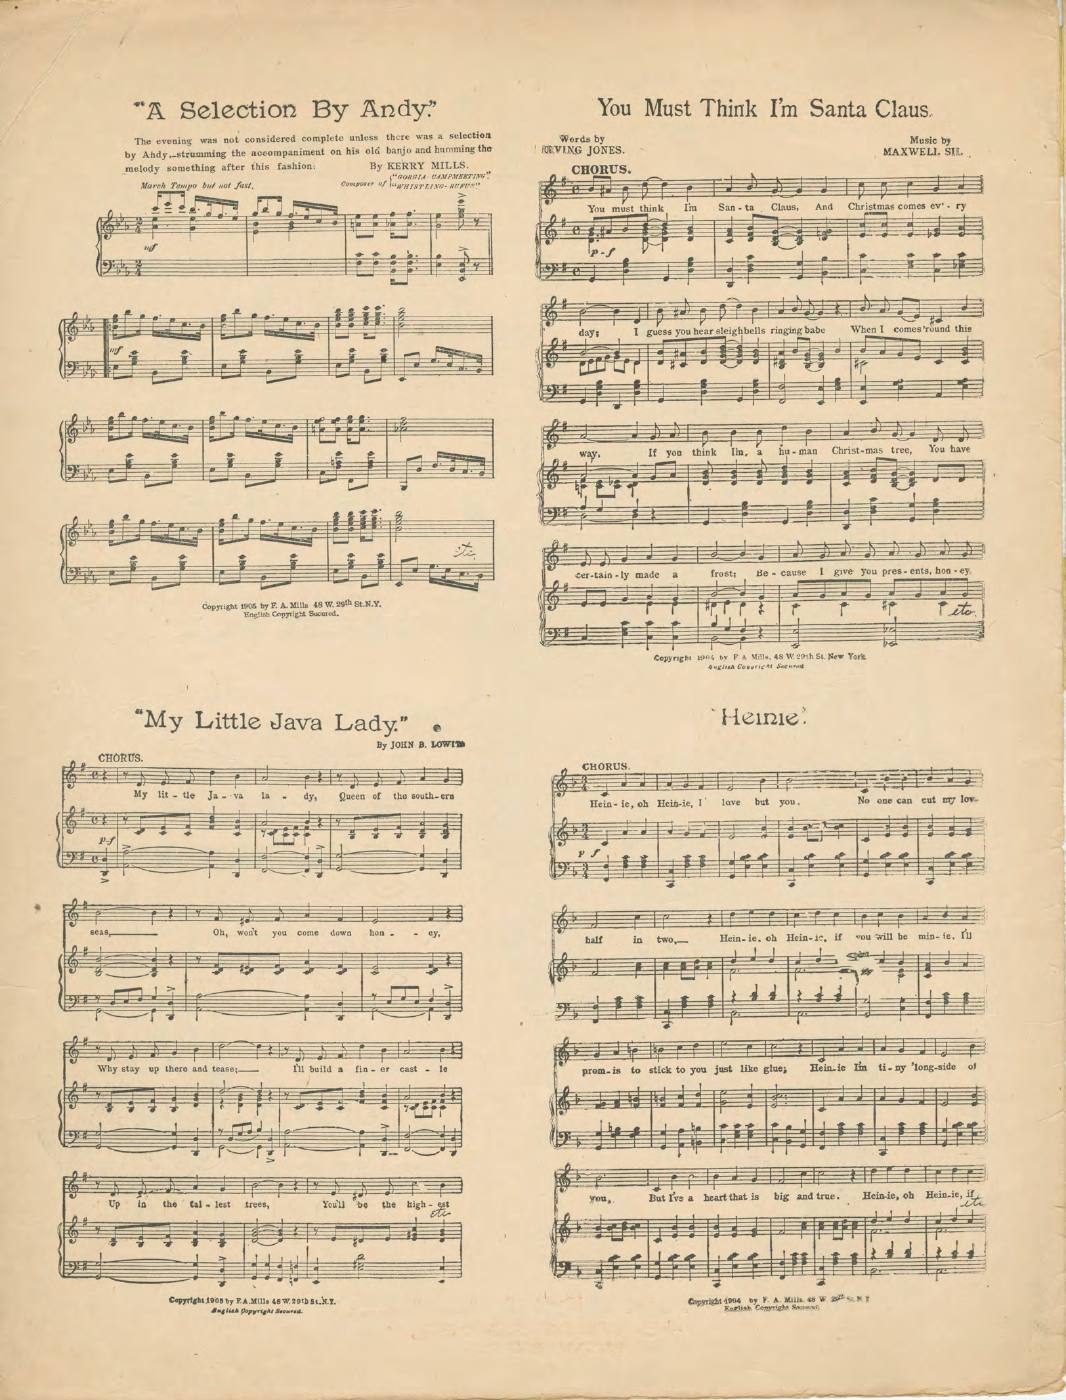 "A Selection By Andy."
The evening was not considered complete unless there was a selection
by Andy,—strumming the accompaniment on his old banjo and humming the
melody something after this fashion:
By KERRY MILLS.
March Tempo but not fast.
Composer of "GEORGIA CAMPMEETING."
"WHISTLING-RUFUS"
mf
mf
etc.
Copyright 1905 by F. A. Mills 48 W. 29th St. N.Y.
English Copyright Secured.
You Must Think I'm Santa Claus.
Words by
IRVING JONES.
Music by
MAXWELL SIL.
CHORUS.
You must think I'm San-ta Claus, And Christmas comes ev'-ry
p-f
day; I guess you hear sleighbells ringing babe When I comes 'round this
way. If you think I'm, a hu-man Christ-mas tree, You have
cer-tain-ly made a frost; Be-cause I give you pres-ents, hon-ey.
etc.
Copyright 1904 by F. A. Mills, 48 W. 29th St. New York
English Copyright Secured
"My Little Java Lady."
By JOHN B. LOWITZ
CHORUS.
My lit-tle Ja-va la-dy, Queen of the south-ern
p-f
seas, Oh, won't you come down hon-ey,
Why stay up there and tease; I'll build a fin-er cast-le
Up in the tal-lest trees, You'll be the high-est
etc
Copyright 1905 by F. A. Mills 48 W. 29th St., N.Y.
English Copyright Secured.
"Heinie".
CHORUS.
Hein-ie, oh Hein-ie, I love but you. No one can cut my lov-
p f
half in two, Hein-ie, oh Hein-ie, if you will be min-ie, I'll
prom-is to stick to you just like glue; Hein-ie I'm ti-ny 'long-side of
you, But I've a heart that is big and true. Hein-ie, oh Hein-ie, if
etc
Copyright 1904 by F. A. Mills. 48 W 29th St. N.Y
English Copyright Secured.